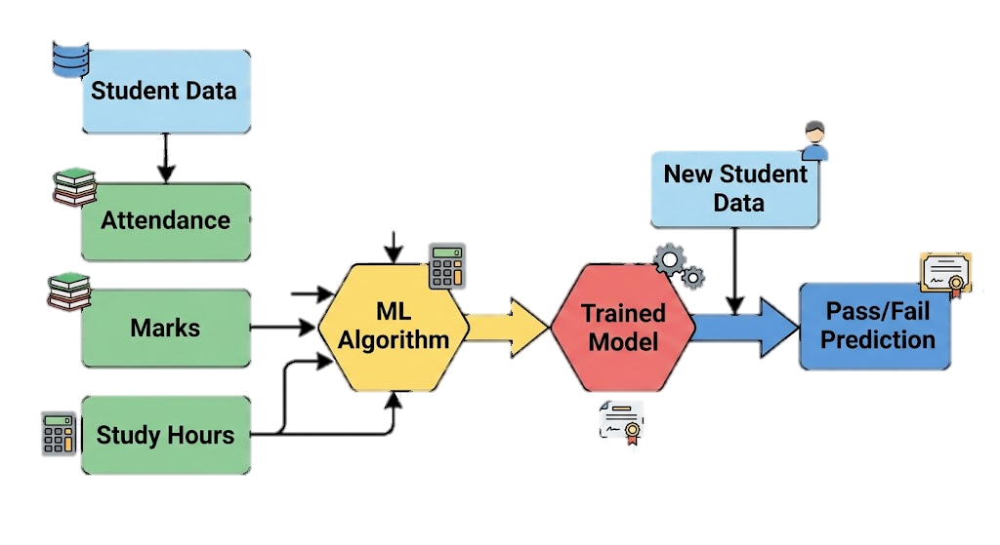 Student Data
Attendance
Marks
Study Hours
ML
Algorithm
Trained
Model
New Student
Data
Pass/Fail
Prediction